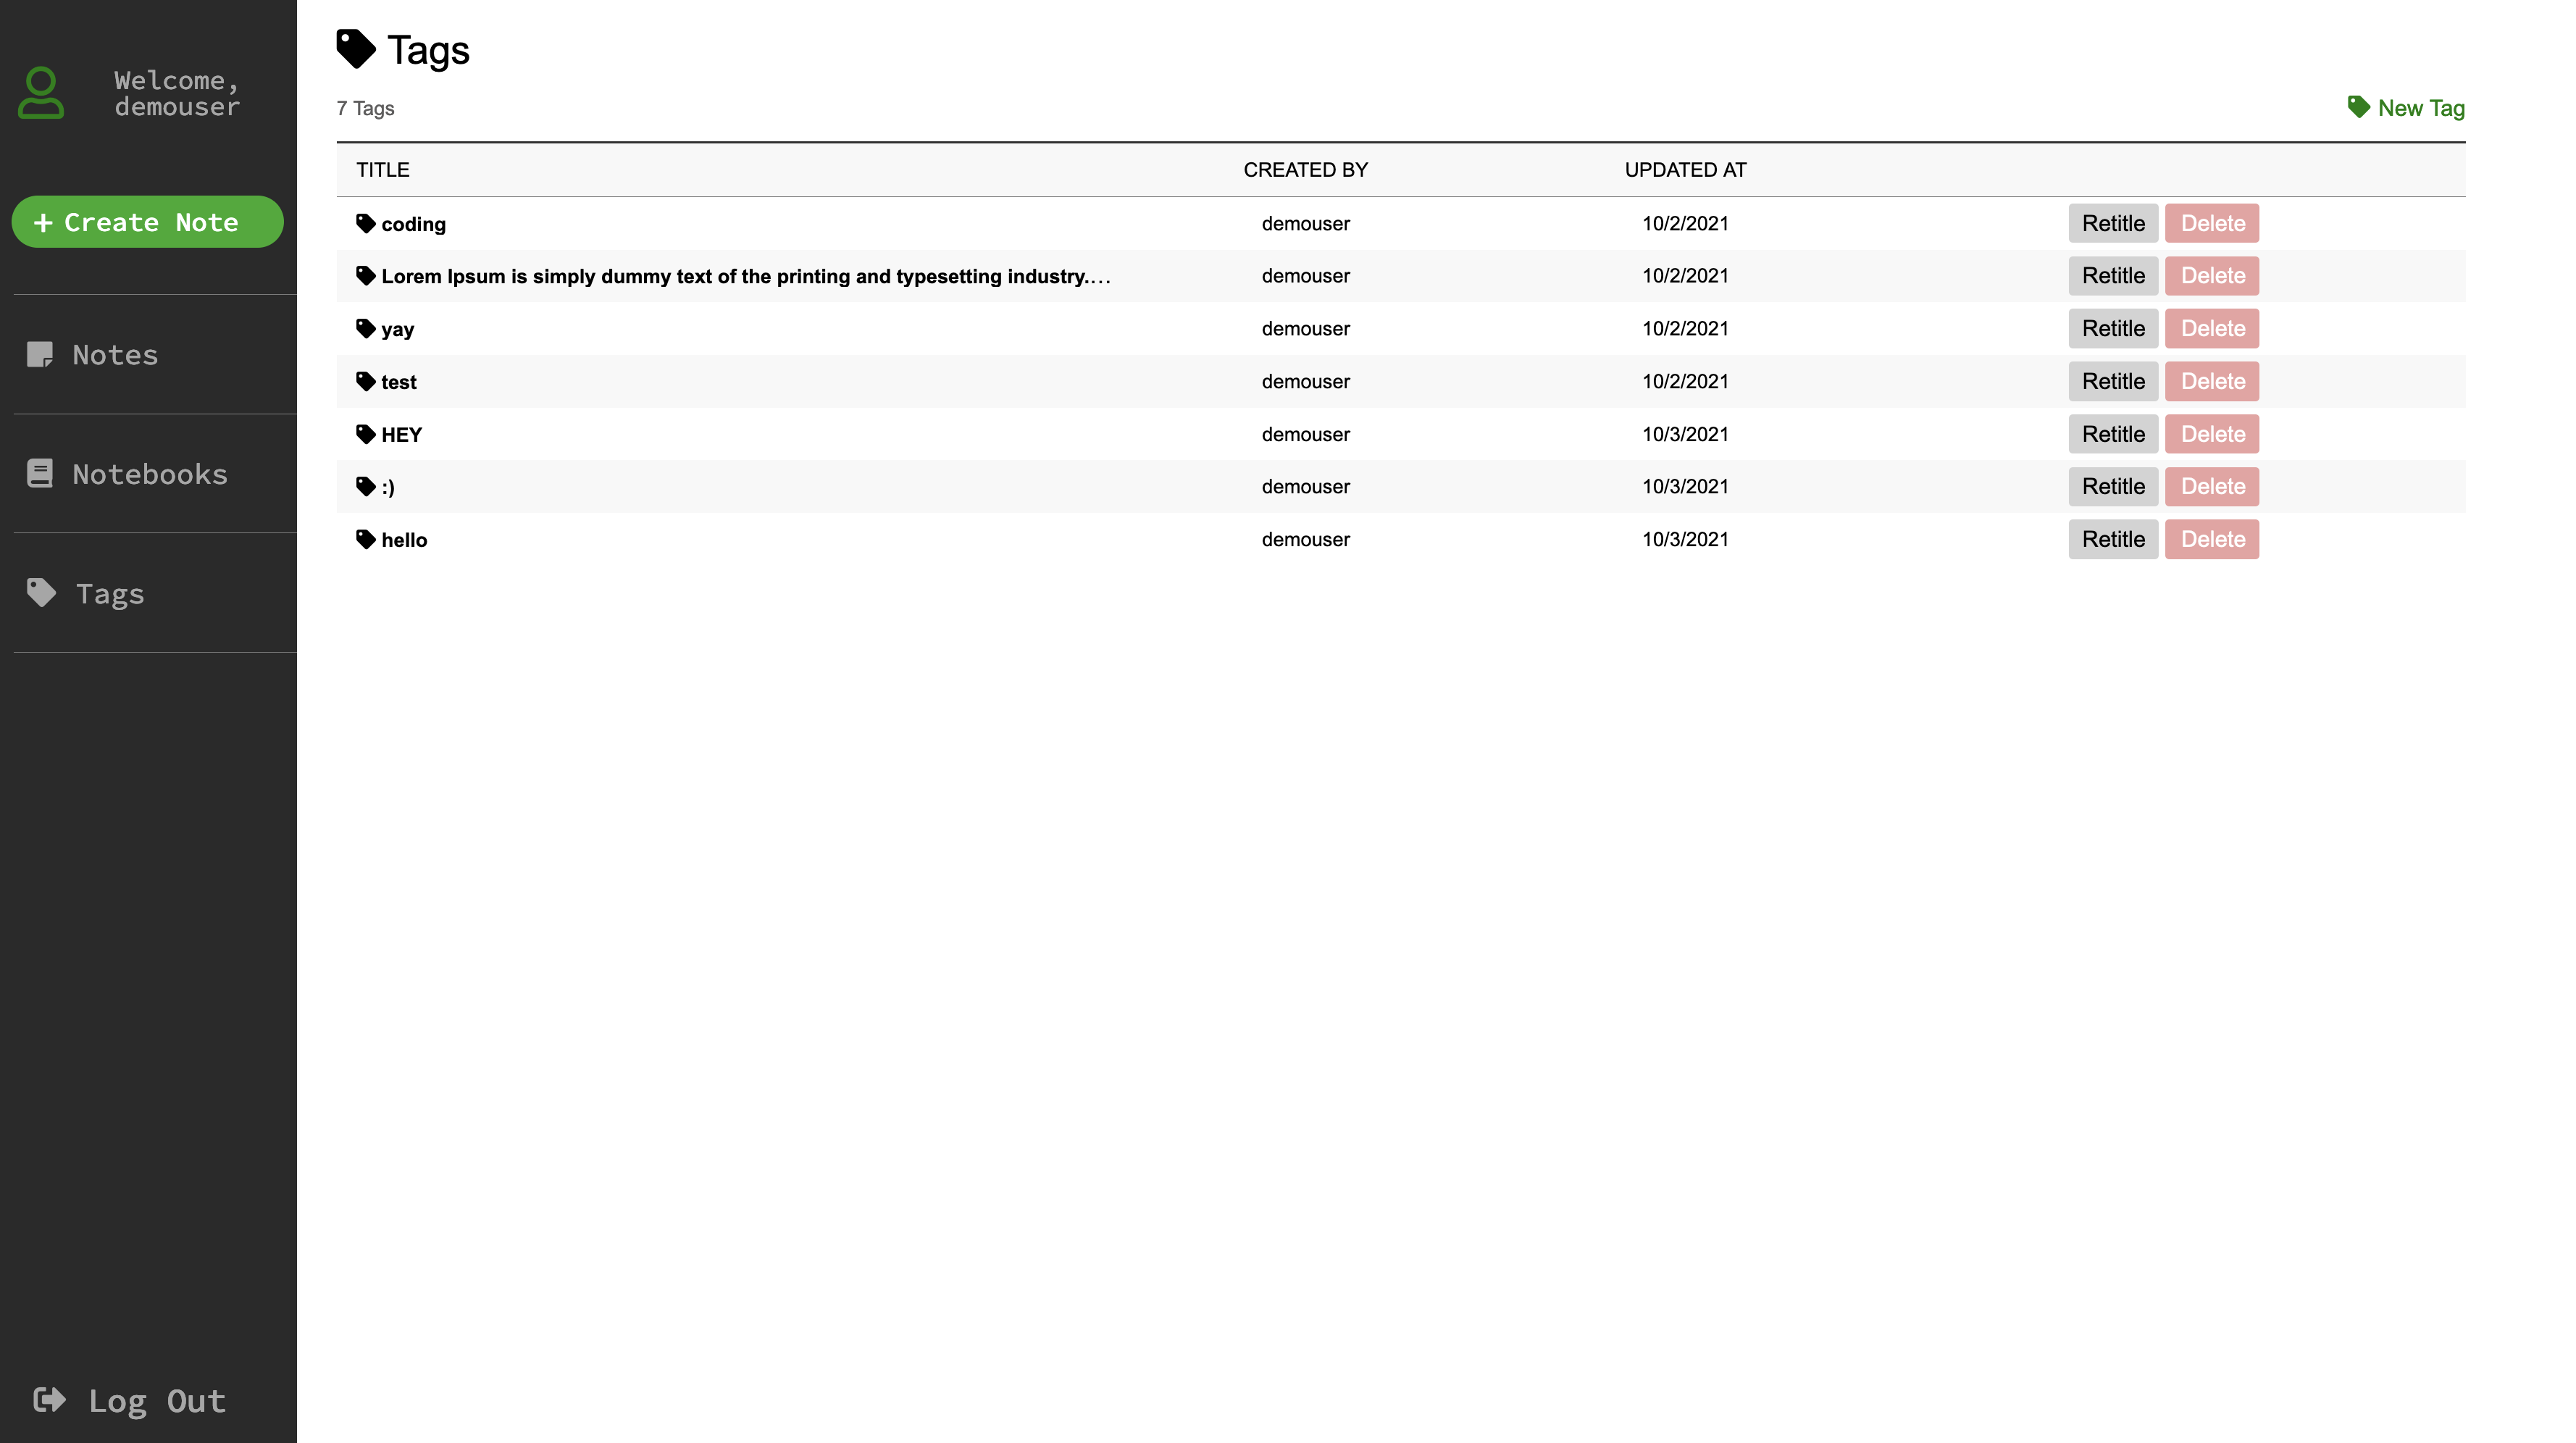 Welcome,
demouser
+ Create Note
Notes
Notebooks
Tags
Log Out
Tags
7 Tags
New Tag
TITLE CREATED BY UPDATED AT
coding demouser 10/2/2021 Retitle Delete
Lorem Ipsum is simply dummy text of the printing and typesetting industry.… demouser 10/2/2021 Retitle Delete
yay demouser 10/2/2021 Retitle Delete
test demouser 10/2/2021 Retitle Delete
HEY demouser 10/3/2021 Retitle Delete
:) demouser 10/3/2021 Retitle Delete
hello demouser 10/3/2021 Retitle Delete